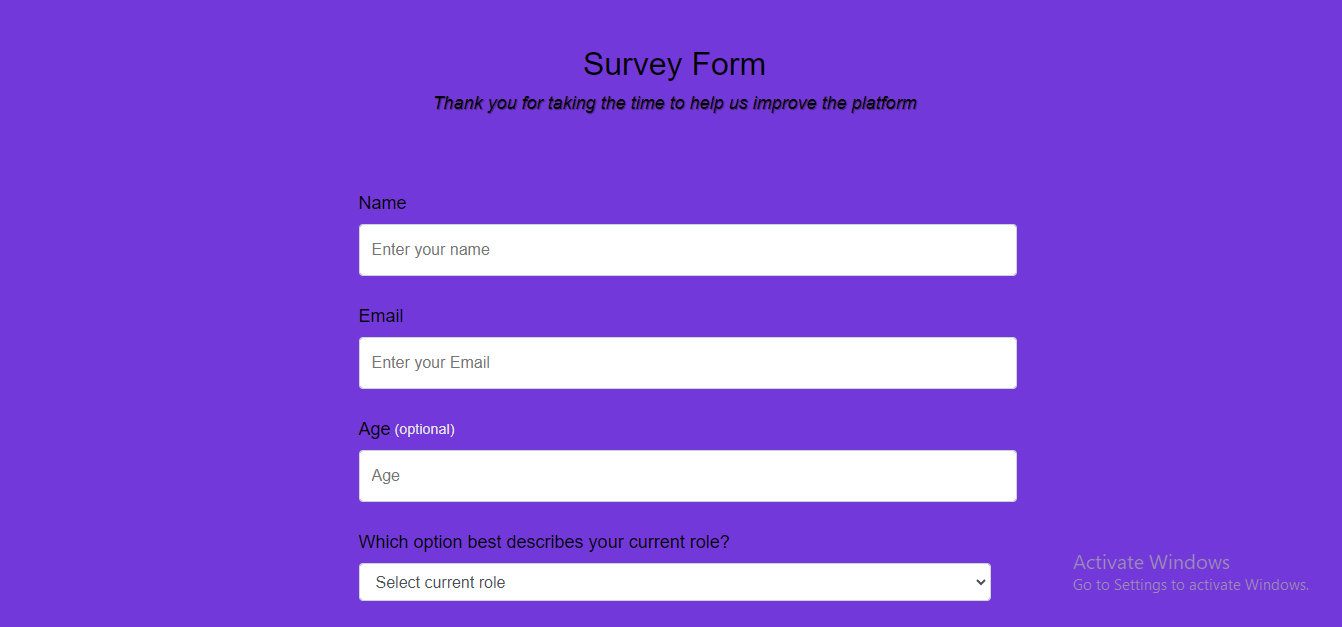 Survey Form
Thank you for taking the time to help us improve the platform
Name
Enter your name
Email
Enter your Email
Age (optional)
Age
Which option best describes your current role?
Select current role
Activate Windows
Go to Settings to activate Windows.